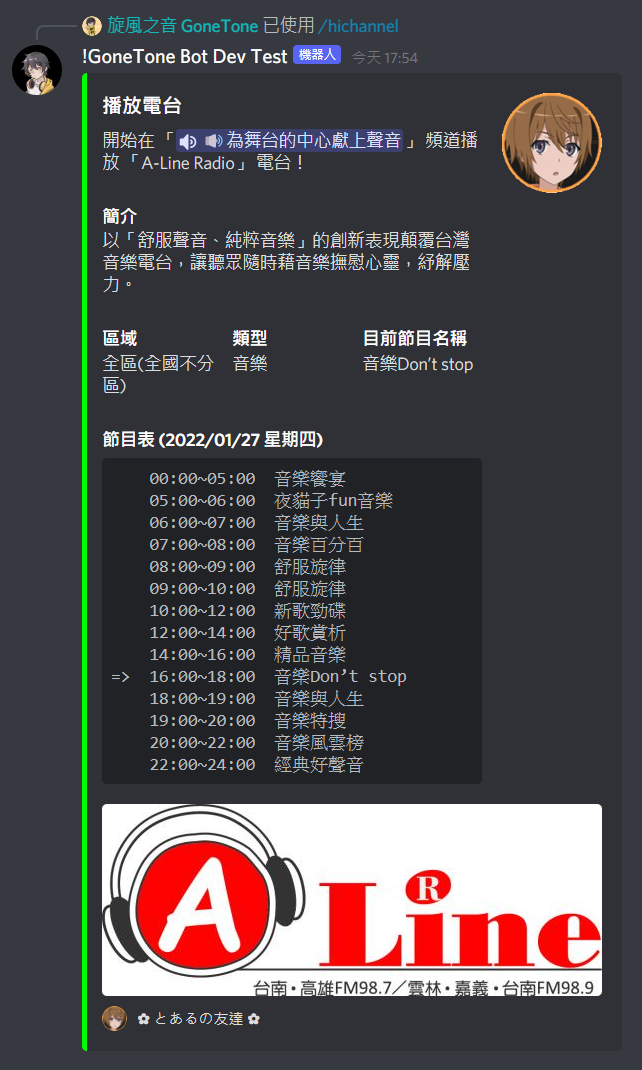 旋風之音 GoneTone 已使用 /hichannel
!GoneTone Bot Dev Test 機器人 今天 17:54
播放電台
開始在「為舞台的中心獻上聲音」頻道播
放「A-Line Radio」電台！
簡介
以「舒服聲音、純粹音樂」的創新表現顛覆台灣
音樂電台，讓聽眾隨時藉音樂撫慰心靈，紓解壓
力。
區域 類型 目前節目名稱
全區(全國不分 音樂 音樂Don’t stop
區)
節目表 (2022/01/27 星期四)
00:00~05:00 音樂饗宴
05:00~06:00 夜貓子fun音樂
06:00~07:00 音樂與人生
07:00~08:00 音樂百分百
08:00~09:00 舒服旋律
09:00~10:00 舒服旋律
10:00~12:00 新歌勁碟
12:00~14:00 好歌賞析
14:00~16:00 精品音樂
=> 16:00~18:00 音樂Don’t stop
18:00~19:00 音樂與人生
19:00~20:00 音樂特搜
20:00~22:00 音樂風雲榜
22:00~24:00 經典好聲音
A Line R
台南・高雄FM98.7／雲林・嘉義・台南FM98.9
✿ とあるの友達 ✿